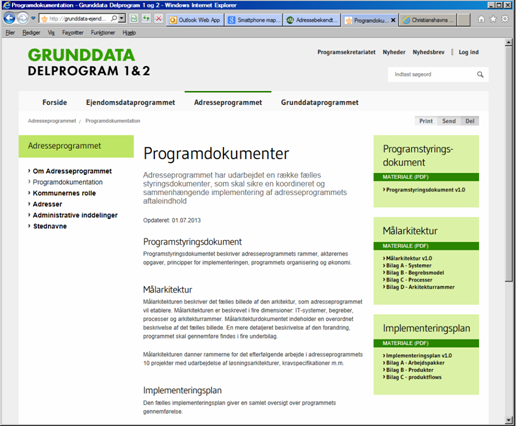 Programdokumentation - Grunddata Delprogram 1 og 2 - Windows Internet Explorer
http://grunddata-ejend...
Outlook Web App
Smatphone map...
Adressebekendt...
Programdoku...
Christianshavns ...
Filer Rediger Vis Favoritter Funktioner Hjælp
GRUNDDATA
DELPROGRAM 1&2
Programsekretariatet Nyheder Nyhedsbrev Log ind
Indtast søgeord
Forside Ejendomsdataprogrammet Adresseprogrammet Grunddataprogrammet
Adresseprogrammet / Programdokumentation
Print Send Del
Adresseprogrammet
Om Adresseprogrammet
Programdokumentation
Kommunernes rolle
Adresser
Administrative inddelinger
Stednavne
Programdokumenter
Adresseprogrammet har udarbejdet en række fælles
styringsdokumenter, som skal sikre en koordineret og
sammenhængende implementering af adresseprogrammets
aftaleindhold
Opdateret: 01.07.2013
Programstyringsdokument
Programstyringsdokumentet beskriver adresseprogrammets rammer, aktørernes
opgaver, principper for implementeringen, programmets organisering og økonomi.
Målarkitektur
Målarkitekturen beskriver det fælles billede af den arkitektur, som adresseprogrammet
vil etablere. Målarkitekturen er beskrevet i fire dimensioner: IT-systemer, begreber,
processer og arkitekturrammer. Målarkitekturdokumentet indeholder en overordnet
beskrivelse af det fælles billede. En mere detaljeret beskrivelse af den forandring,
programmet skal gennemføre findes i fire underbilag.
Målarkitekturen danner rammerne for det efterfølgende arbejde i adresseprogrammets
10 projekter med udarbejdelse af løsningsarkitekturer, kravspecifikationer m.m.
Implementeringsplan
Den fælles implementeringsplan giver en samlet oversigt over programmets
gennemførelse.
Programstyrings-
dokument
MATERIALE (PDF)
Programstyringsdokument v1.0
Målarkitektur
MATERIALE (PDF)
Målarkitektur v1.0
Bilag A - Systemer
Bilag B - Begrebsmodel
Bilag C - Processer
Bilag D - Arkitekturrammer
Implementeringsplan
MATERIALE (PDF)
Implementeringsplan v1.0
Bilag A - Arbejdspakker
Bilag B - Produkter
Bilag C - produktflows